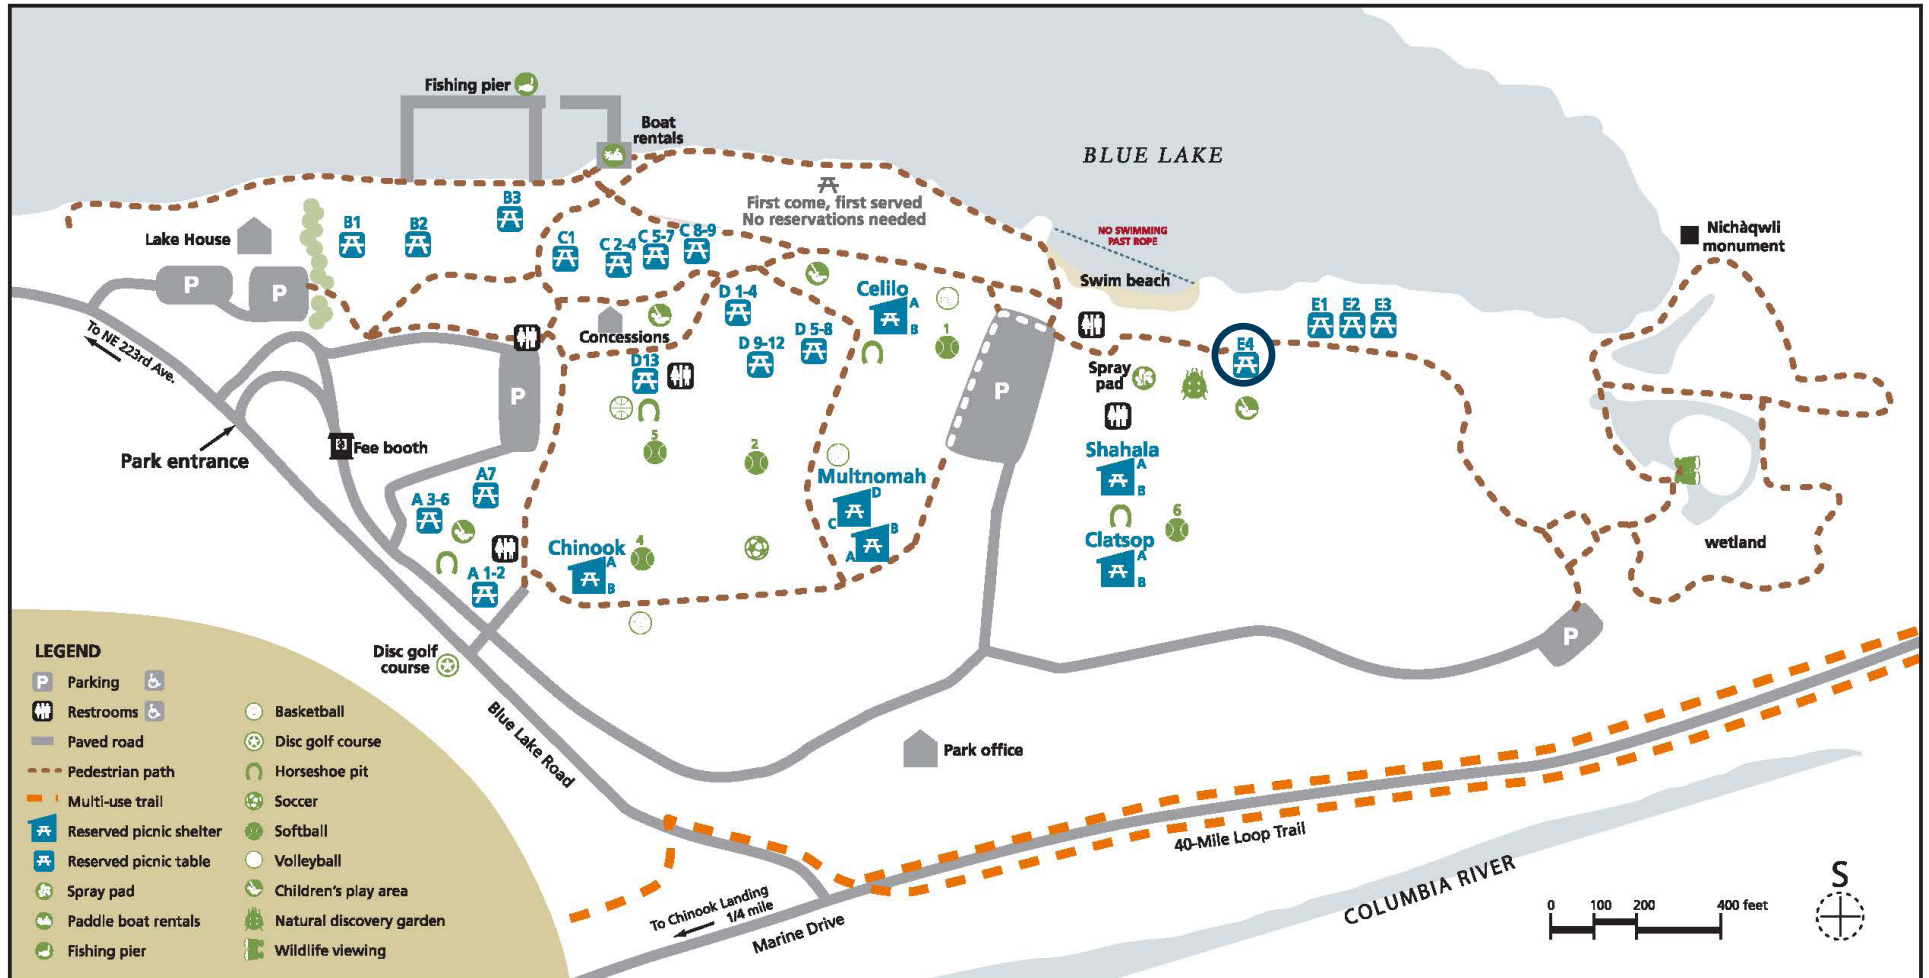 Fishing pier
Boat
rentals
BLUE LAKE
First come, first served
No reservations needed
NO SWIMMING
PAST ROPE
Swim beach
Nichàqwli
monument
Lake House
B1
B2
B3
C1
C 2-4
C 5-7
C 8-9
P
P
Concessions
D 1-4
D 5-8
D 9-12
D13
Celilo
A
B
1
P
E1
E2
E3
E4
Spray
pad
To NE 223rd Ave.
P
Park entrance
Fee booth
5
2
Multnomah
D
C
B
A
Shahala
A
B
6
Clatsop
A
B
wetland
A7
A 3-6
A 1-2
Chinook
A
B
4
P
Disc golf
course
Blue Lake Road
Park office
40-Mile Loop Trail
To Chinook Landing
1/4 mile
Marine Drive
COLUMBIA RIVER
0 100 200 400 feet
S
LEGEND
P Parking
Restrooms
Paved road
Pedestrian path
Multi-use trail
Reserved picnic shelter
Reserved picnic table
Spray pad
Paddle boat rentals
Fishing pier
Basketball
Disc golf course
Horseshoe pit
Soccer
Softball
Volleyball
Children's play area
Natural discovery garden
Wildlife viewing